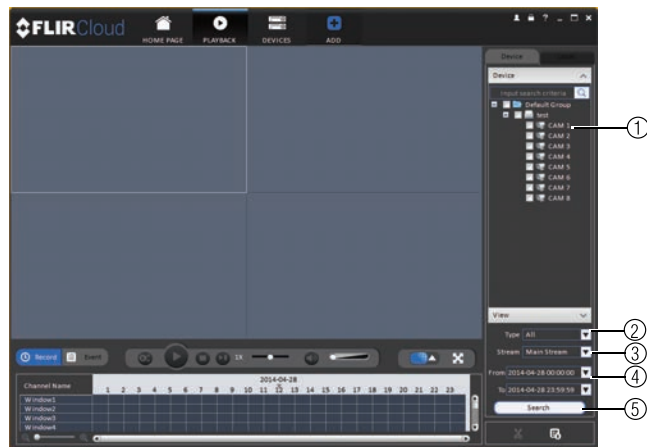 FLIRCloud
HOME PAGE
PLAYBACK
DEVICES
ADD
?
Device
Device
Input search criteria
Default Group
test
CAM 1
CAM 2
CAM 3
CAM 4
CAM 5
CAM 6
CAM 7
CAM 8
1
View
Type All
2
Stream Main Stream
3
From 2014-04-28 00:00:00
4
To 2014-04-28 23:59:59
Search
5
Record
Event
1X
Channel Name
2014-04-28
1 2 3 4 5 6 7 8 9 10 11 12 13 14 15 16 17 18 19 20 21 22 23
Window1
Window2
Window3
Window4